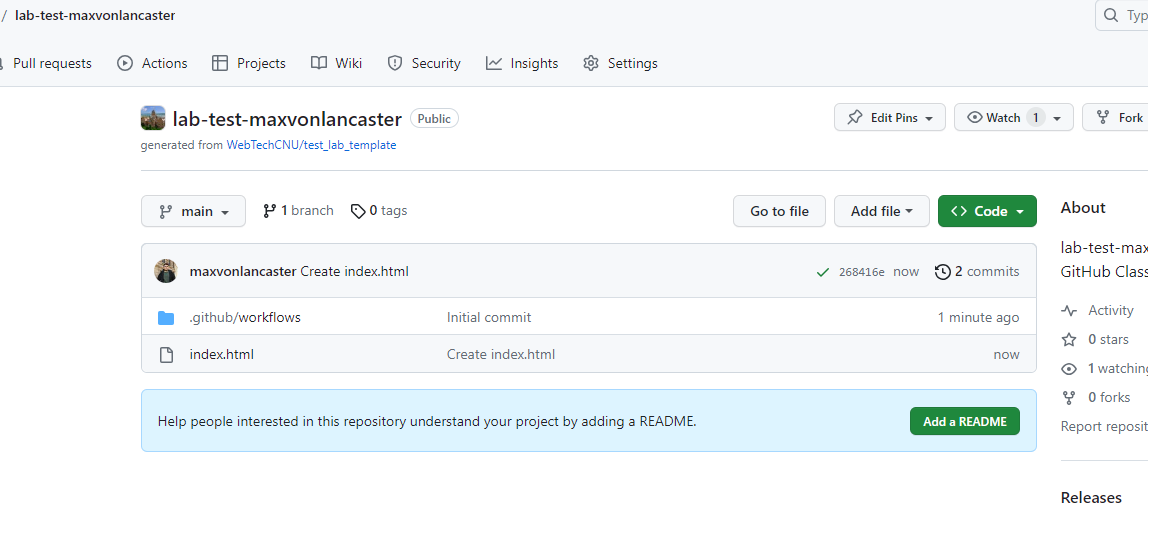 / lab-test-maxvonlancaster
Typ
Pull requests Actions Projects Wiki Security Insights Settings
lab-test-maxvonlancaster Public
Edit Pins Watch 1 Fork
generated from WebTechCNU/test_lab_template
main 1 branch 0 tags Go to file Add file <> Code
maxvonlancaster Create index.html 268416e now 2 commits
.github/workflows Initial commit 1 minute ago
index.html Create index.html now
Help people interested in this repository understand your project by adding a README. Add a README
About
lab-test-max
GitHub Clas
Activity
0 stars
1 watching
0 forks
Report reposit
Releases